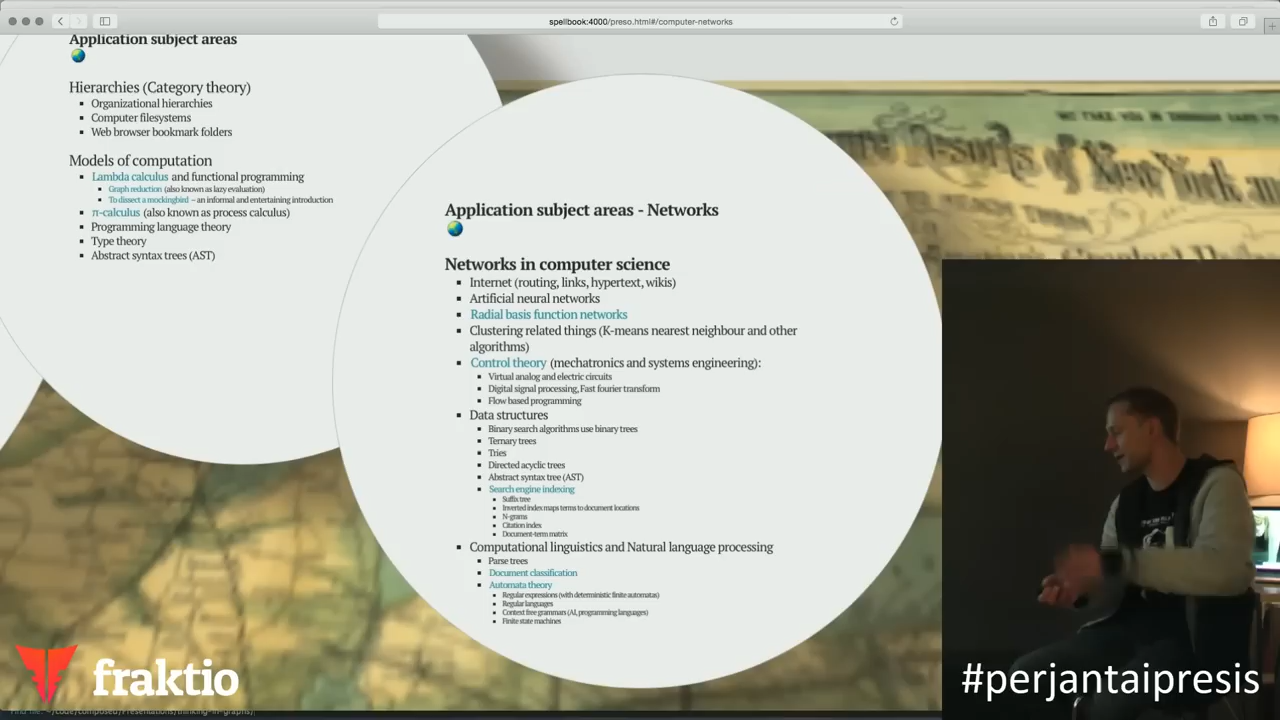 spellbook:4000/preso.html#/computer-networks
Application subject areas
Hierarchies (Category theory)
Organizational hierarchies
Computer filesystems
Web browser bookmark folders
Models of computation
Lambda calculus and functional programming
Graph reduction (also known as lazy evaluation)
To dissect a mockingbird – an informal and entertaining introduction
π-calculus (also known as process calculus)
Programming language theory
Type theory
Abstract syntax trees (AST)
Application subject areas - Networks
Networks in computer science
Internet (routing, links, hypertext, wikis)
Artificial neural networks
Radial basis function networks
Clustering related things (K-means nearest neighbour and other
algorithms)
Control theory (mechatronics and systems engineering):
Virtual analog and electric circuits
Digital signal processing, Fast fourier transform
Flow based programming
Data structures
Binary search algorithms use binary trees
Ternary trees
Tries
Directed acyclic trees
Abstract syntax tree (AST)
Search engine indexing
Suffix tree
Inverted index maps terms to document locations
N-grams
Citation index
Document-term matrix
Computational linguistics and Natural language processing
Parse trees
Document classification
Automata theory
Regular expressions (with deterministic finite automatas)
Regular languages
Context free grammars (AI, programming languages)
Finite state machines
WE TAKE YOU IN
Resorts of New York and
fraktio
#perjantaipresis